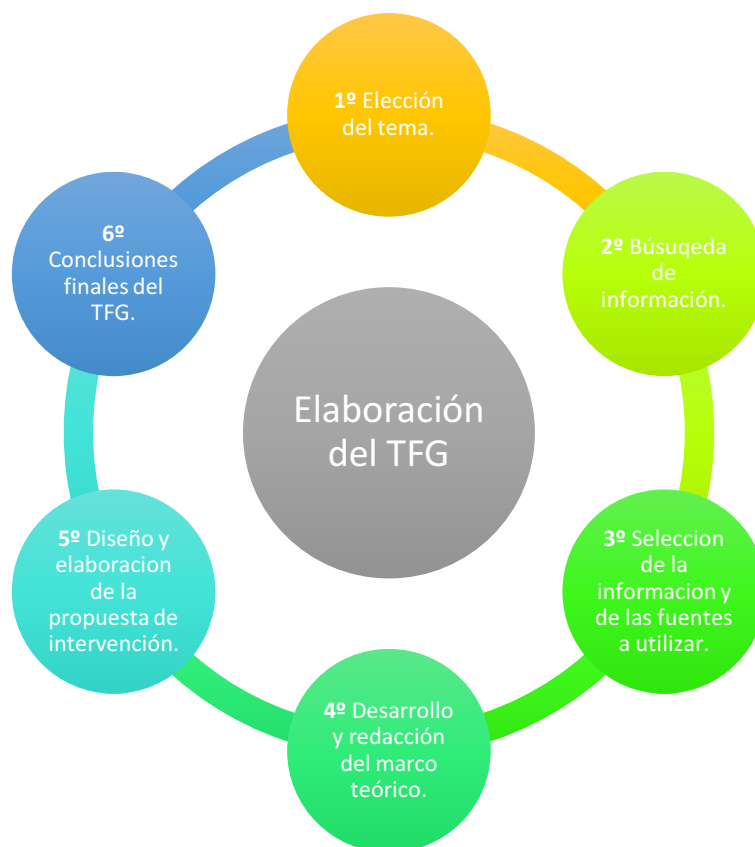 1º Elección
del tema.
2º Búsuqeda
de
información.
3º Seleccion
de la
informacion y
de las fuentes
a utilizar.
4º Desarrollo
y redacción
del marco
teórico.
5º Diseño y
elaboracion
de la
propuesta de
intervención.
6º
Conclusiones
finales del
TFG.
Elaboración
del TFG